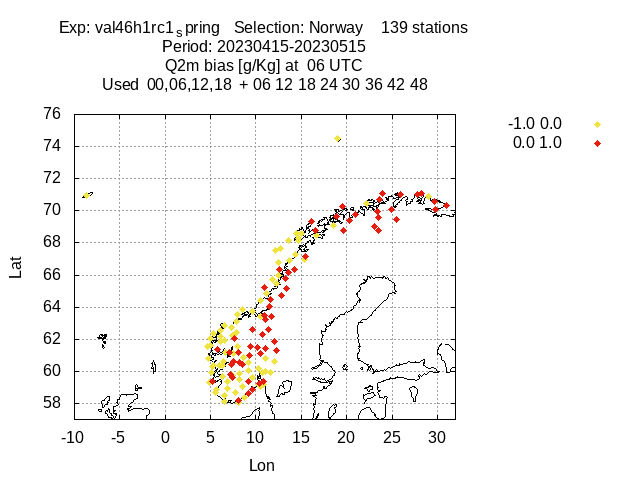 Exp: val46h1rc1spring Selection: Norway 139 stations
Period: 20230415-20230515
Q2m bias [g/Kg] at 06 UTC
Used 00,06,12,18 + 06 12 18 24 30 36 42 48
-1.0 0.0
0.0 1.0
76
74
72
70
68
66
64
62
60
58
Lat
-10 -5 0 5 10 15 20 25 30
Lon